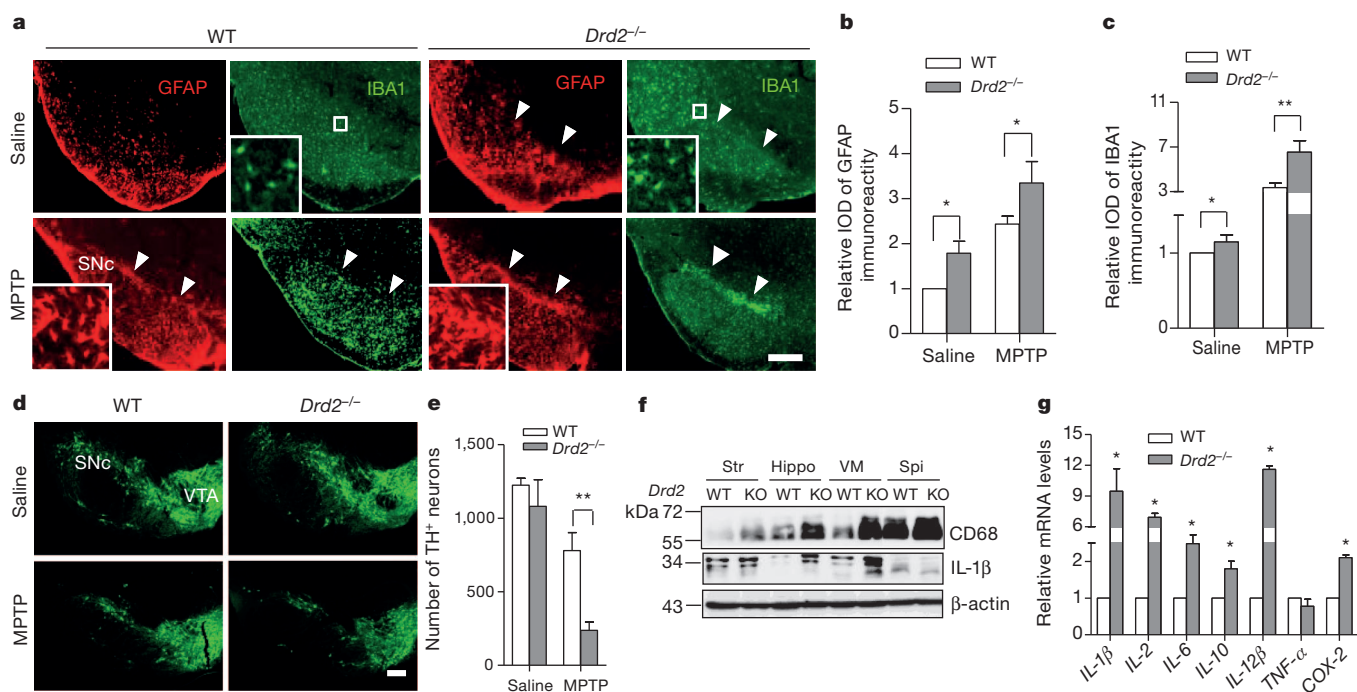 a
WT
Drd2–/–
Saline
GFAP
IBA1
GFAP
IBA1
MPTP
SNc
b
WT
Drd2–/–
Relative IOD of GFAP
immunoreactivity
5
4
3
2
1
0
*
*
Saline
MPTP
c
WT
Drd2–/–
Relative IOD of IBA1
immunoreactivity
11
7
3
1
0
*
**
Saline
MPTP
d
WT
Drd2–/–
Saline
SNc
VTA
MPTP
e
WT
Drd2–/–
Number of TH+ neurons
1,500
1,000
500
0
**
Saline
MPTP
f
Str Hippo VM Spi
Drd2 WT KO WT KO WT KO WT KO
kDa 72
55
CD68
34
IL-1β
43
β-actin
g
WT
Drd2–/–
Relative mRNA levels
15
12
9
6
2
1
0
* * * * * *
IL-1β
IL-2
IL-6
IL-10
IL-12β
TNF-α
COX-2